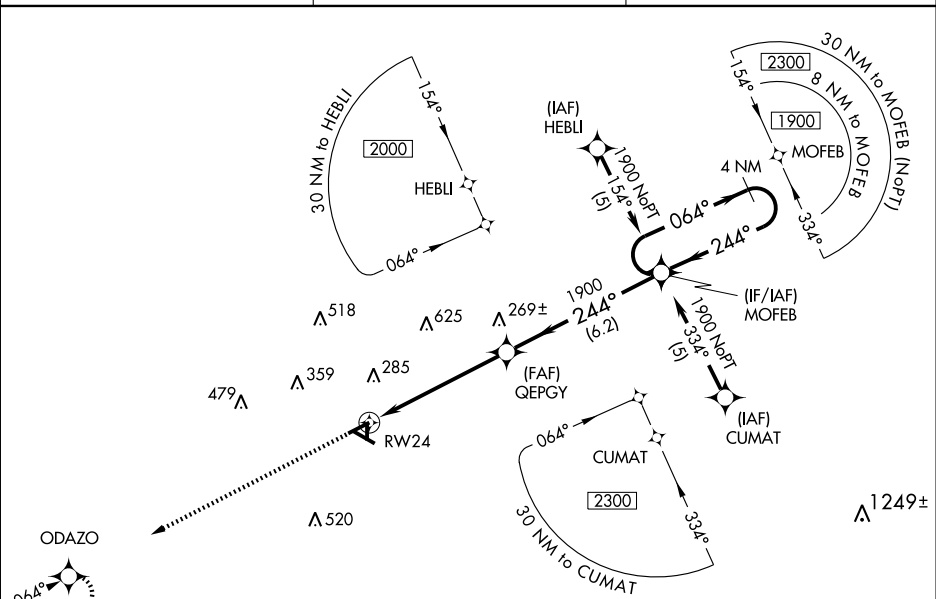 30 NM to HEBLI
154°
2000
HEBLI
064°
(IAF)
HEBLI
1900 NoPT
154°
(5)
30 NM to MOFEB (NoPT)
2300
154°
8 NM to MOFEB
1900
MOFEB
334°
4 NM
064°
244°
(IF/IAF)
MOFEB
1900
244°
(6.2)
1900 NoPT
334°
(5)
(IAF)
CUMAT
518
625
269±
(FAF)
QEPGY
479
359
285
RW24
064°
CUMAT
2300
334°
30 NM to CUMAT
520
1249±
ODAZO
064°